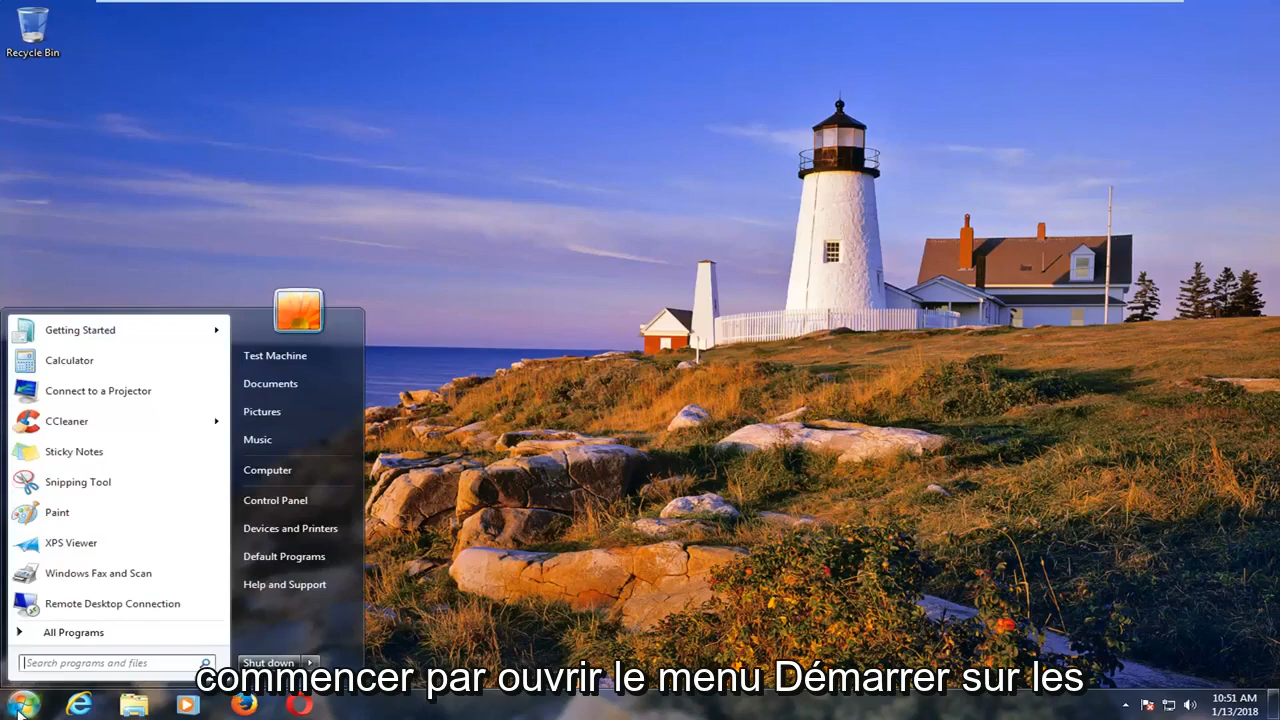 Recycle Bin
Getting Started
Calculator
Connect to a Projector
CCleaner
Sticky Notes
Snipping Tool
Paint
XPS Viewer
Windows Fax and Scan
Remote Desktop Connection
All Programs
Search programs and files
Test Machine
Documents
Pictures
Music
Computer
Control Panel
Devices and Printers
Default Programs
Help and Support
Shut down
commencer par ouvrir le menu Démarrer sur les
10:51 AM
1/13/2018